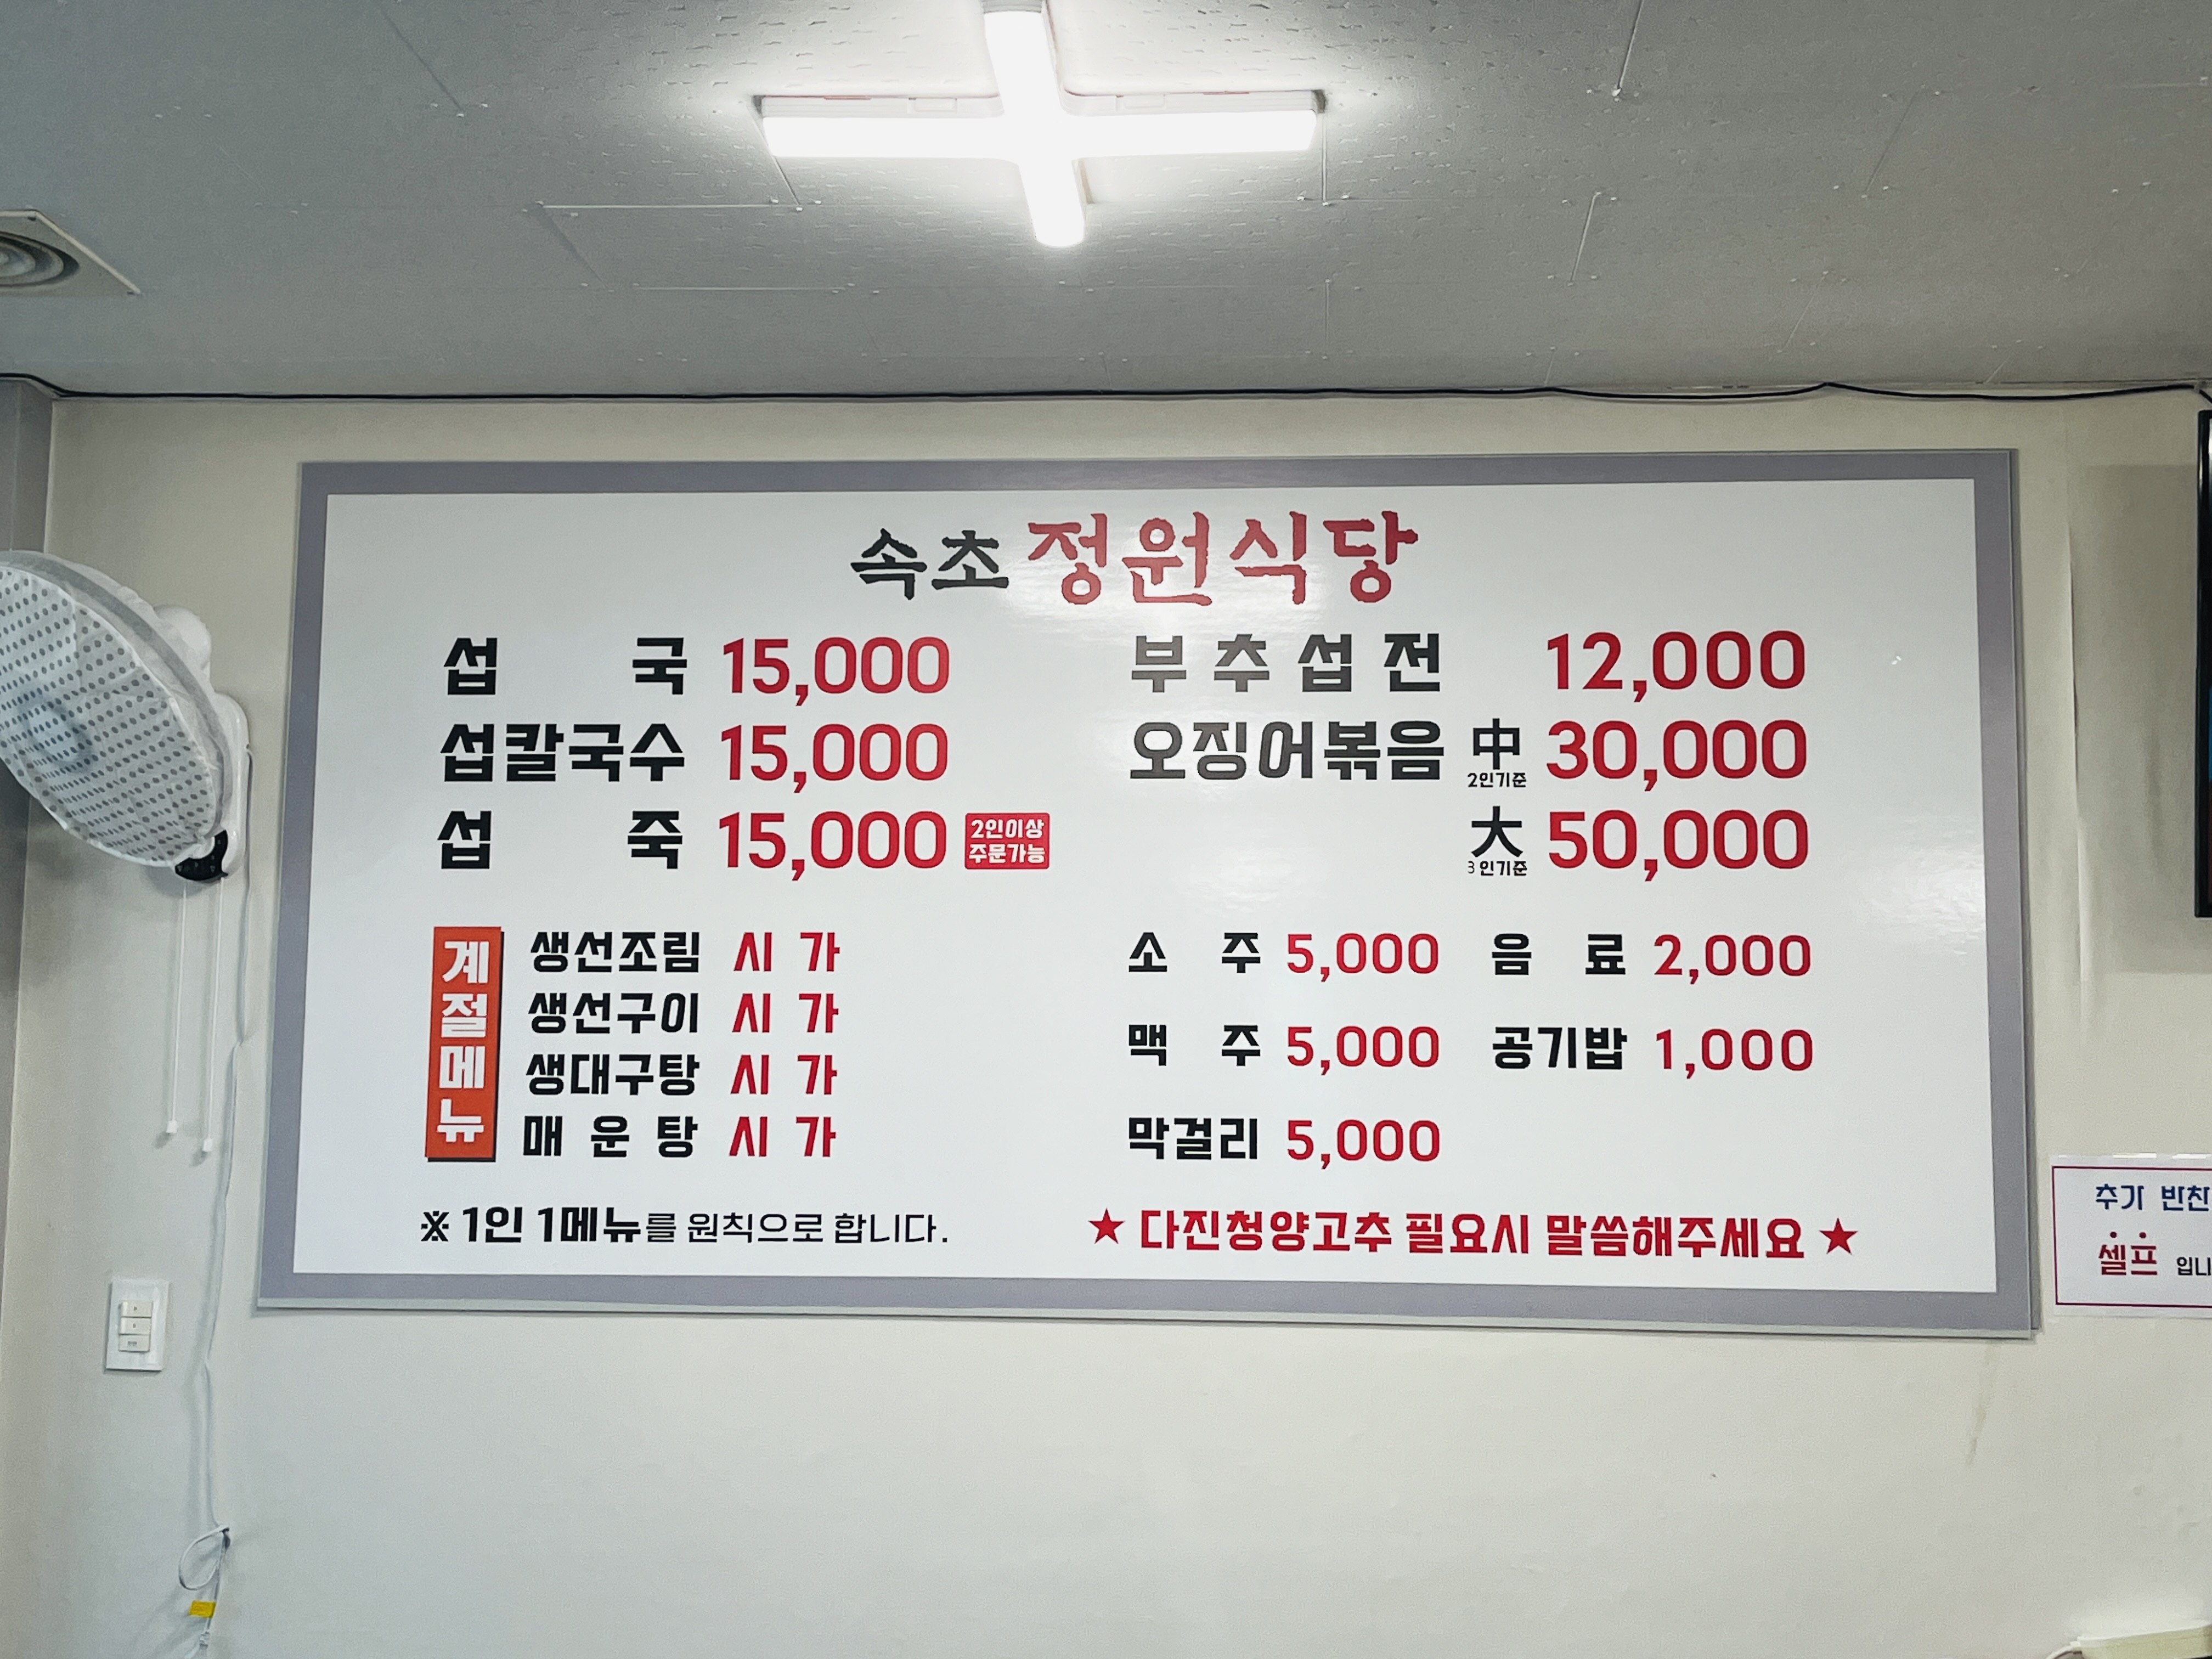 속초 정원식당
섭 국 15,000
섭칼국수 15,000
섭 죽 15,000 2인이상 주문가능
부추섭전 12,000
오징어볶음 中 2인기준 30,000
大 3인기준 50,000
계절메뉴
생선조림 시 가
생선구이 시 가
생대구탕 시 가
매운탕 시 가
소 주 5,000 음 료 2,000
맥 주 5,000 공기밥 1,000
막걸리 5,000
※ 1인 1메뉴를 원칙으로 합니다.
★ 다진청양고추 필요시 말씀해주세요 ★
추가 반찬
셀프 입니